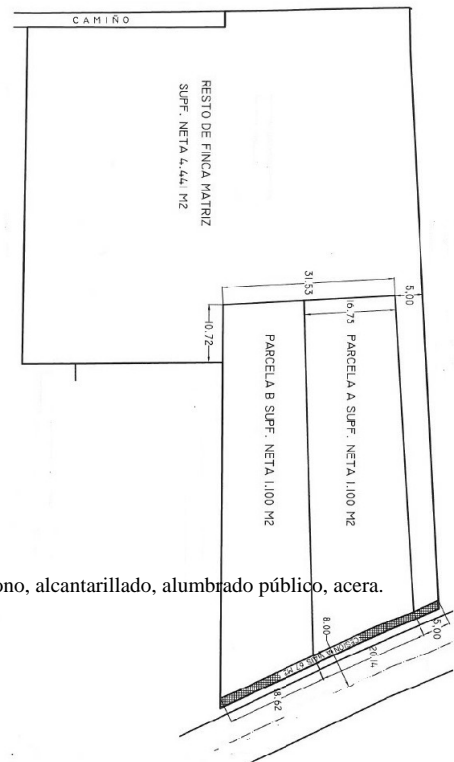 CAMIÑO
RESTO DE FINCA MATRIZ
SUPF. NETA 4.441 M2
31.53
5,00
16.75
10.72
PARCELA A SUPF. NETA 1.100 M2
PARCELA B SUPF. NETA 1.100 M2
ono, alcantarillado, alumbrado público, acera.
5,00
8.00
20.14
18.62